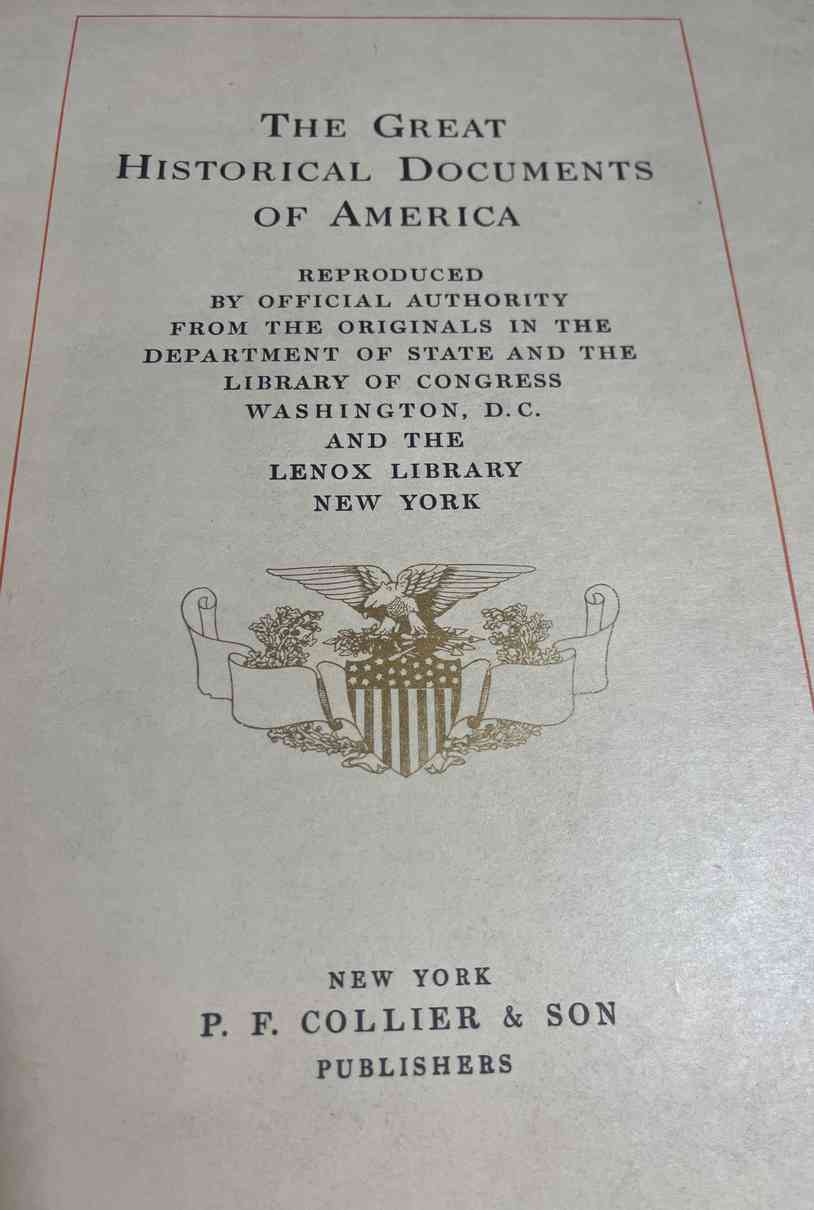 THE GREAT
HISTORICAL DOCUMENTS
OF AMERICA
REPRODUCED
BY OFFICIAL AUTHORITY
FROM THE ORIGINALS IN THE
DEPARTMENT OF STATE AND THE
LIBRARY OF CONGRESS
WASHINGTON, D.C.
AND THE
LENOX LIBRARY
NEW YORK
NEW YORK
P. F. COLLIER & SON
PUBLISHERS